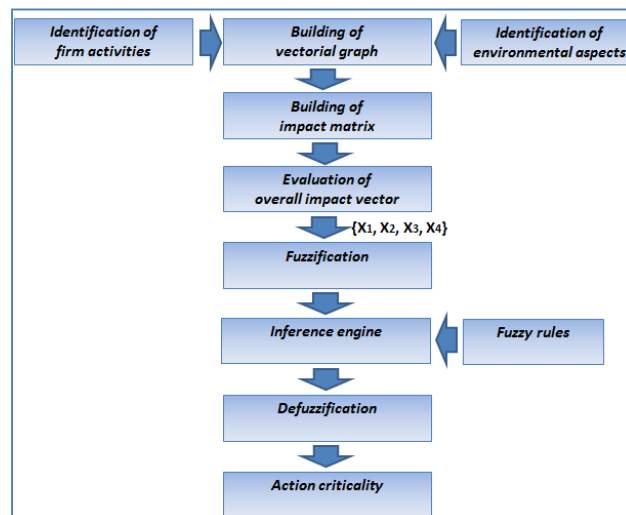 Identification of
firm activities
Building of
vectorial graph
Identification of
environmental aspects
Building of
impact matrix
Evaluation of
overall impact vector
{X1, X2, X3, X4}
Fuzzification
Inference engine
Fuzzy rules
Defuzzification
Action criticality